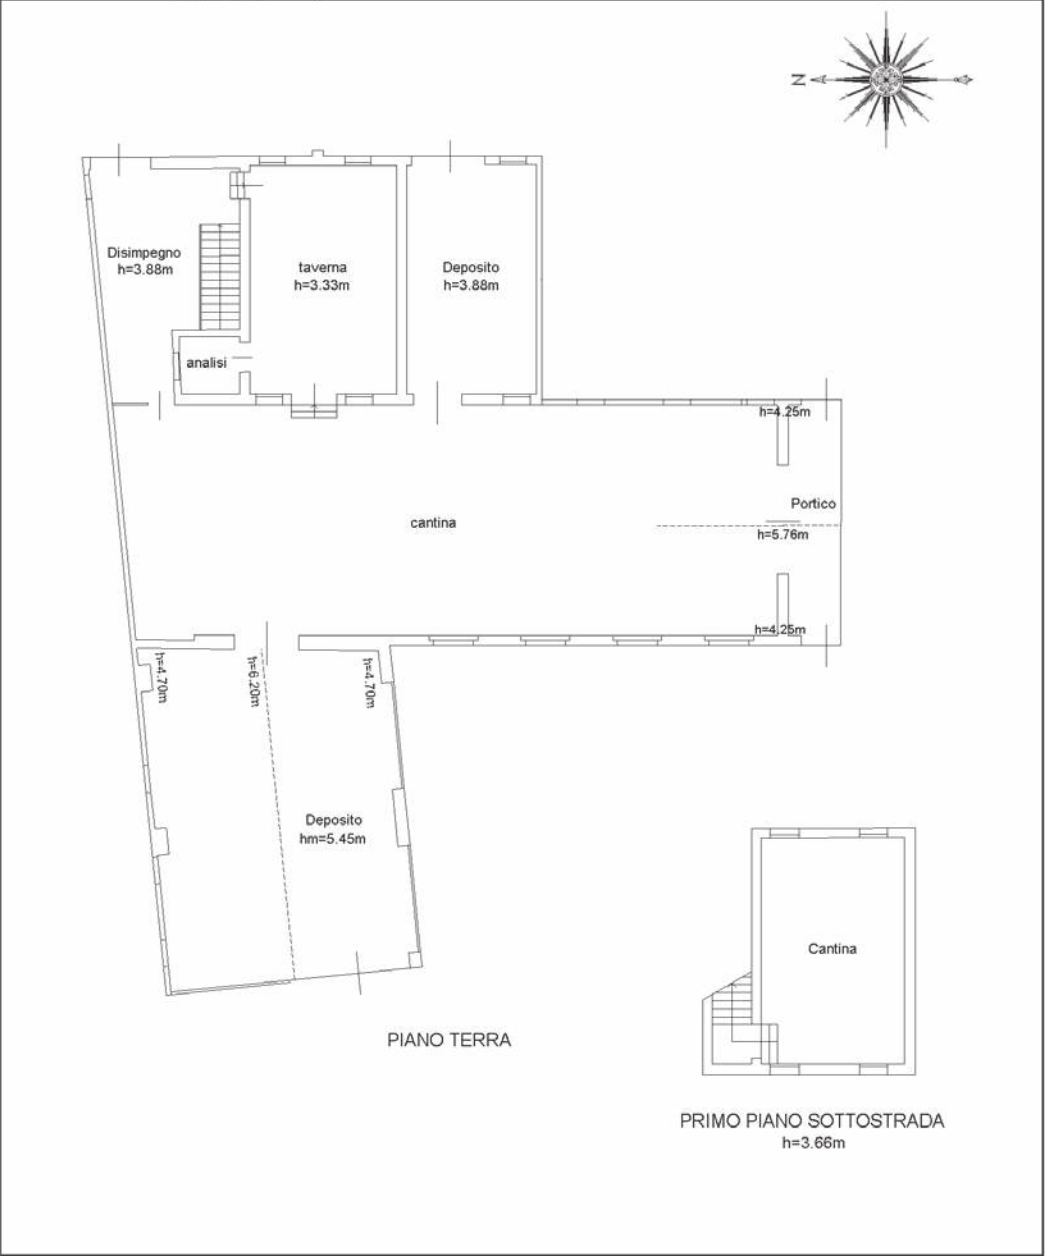 N
Disimpegno
h=3.88m
taverna
h=3.33m
Deposito
h=3.88m
analisi
h=4.25m
Portico
cantina
h=5.76m
h=4.25m
h=4.70m
h=6.20m
h=4.70m
Deposito
hm=5.45m
Cantina
PIANO TERRA
PRIMO PIANO SOTTOSTRADA
h=3.66m